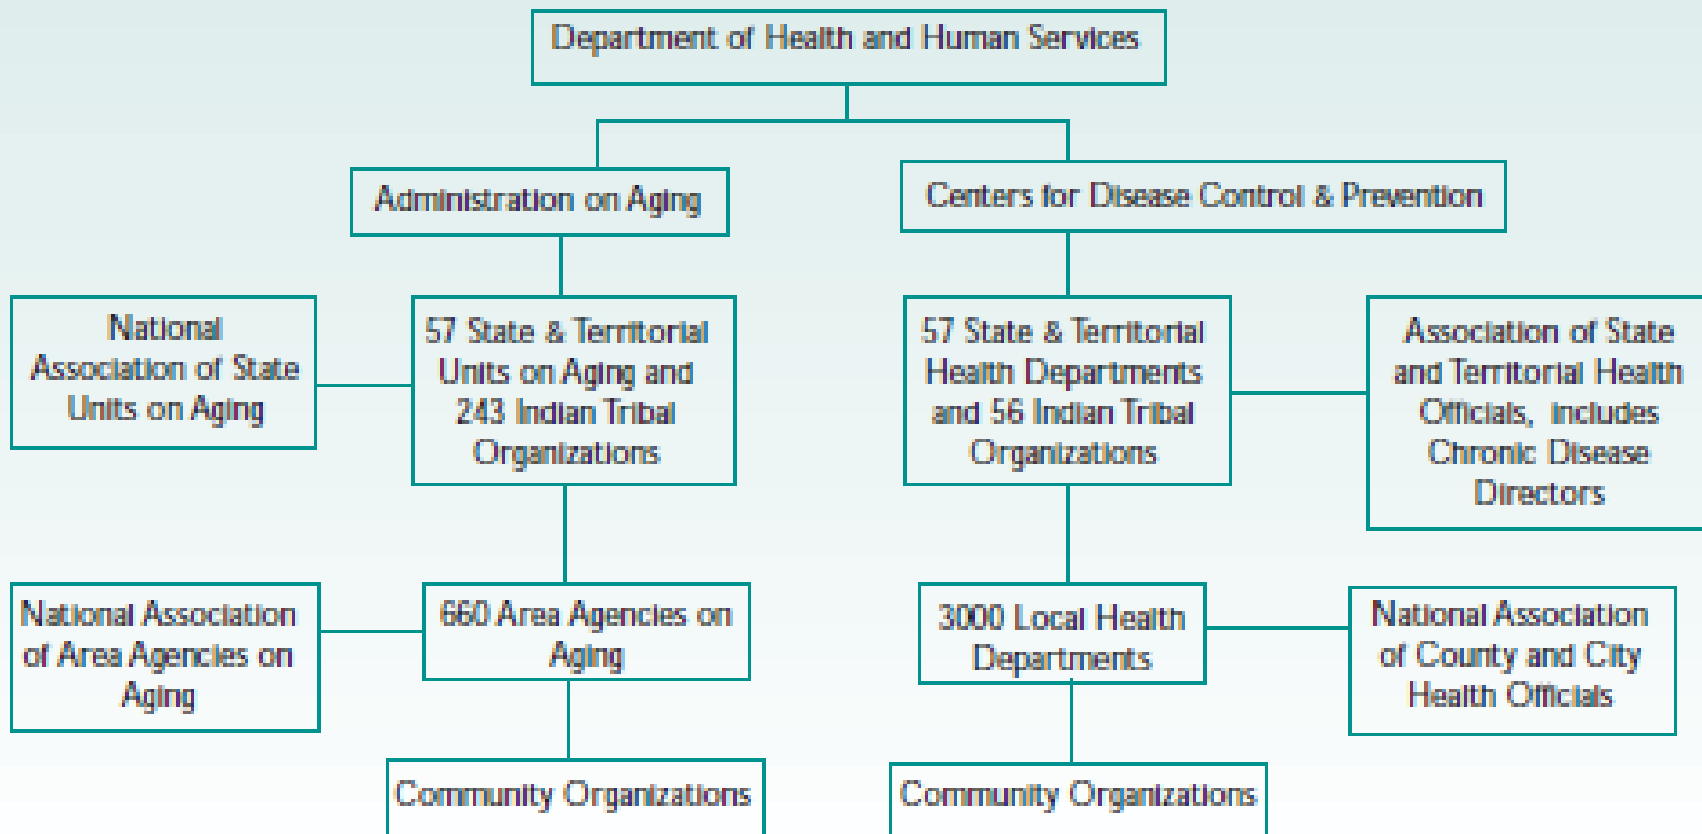 Department of Health and Human Services
Administration on Aging
Centers for Disease Control & Prevention
National
Association of State
Units on Aging
57 State & Territorial
Units on Aging and
243 Indian Tribal
Organizations
57 State & Territorial
Health Departments
and 56 Indian Tribal
Organizations
Association of State
and Territorial Health
Officials, includes
Chronic Disease
Directors
National Association
of Area Agencies on
Aging
660 Area Agencies on
Aging
3000 Local Health
Departments
National Association
of County and City
Health Officials
Community Organizations
Community Organizations